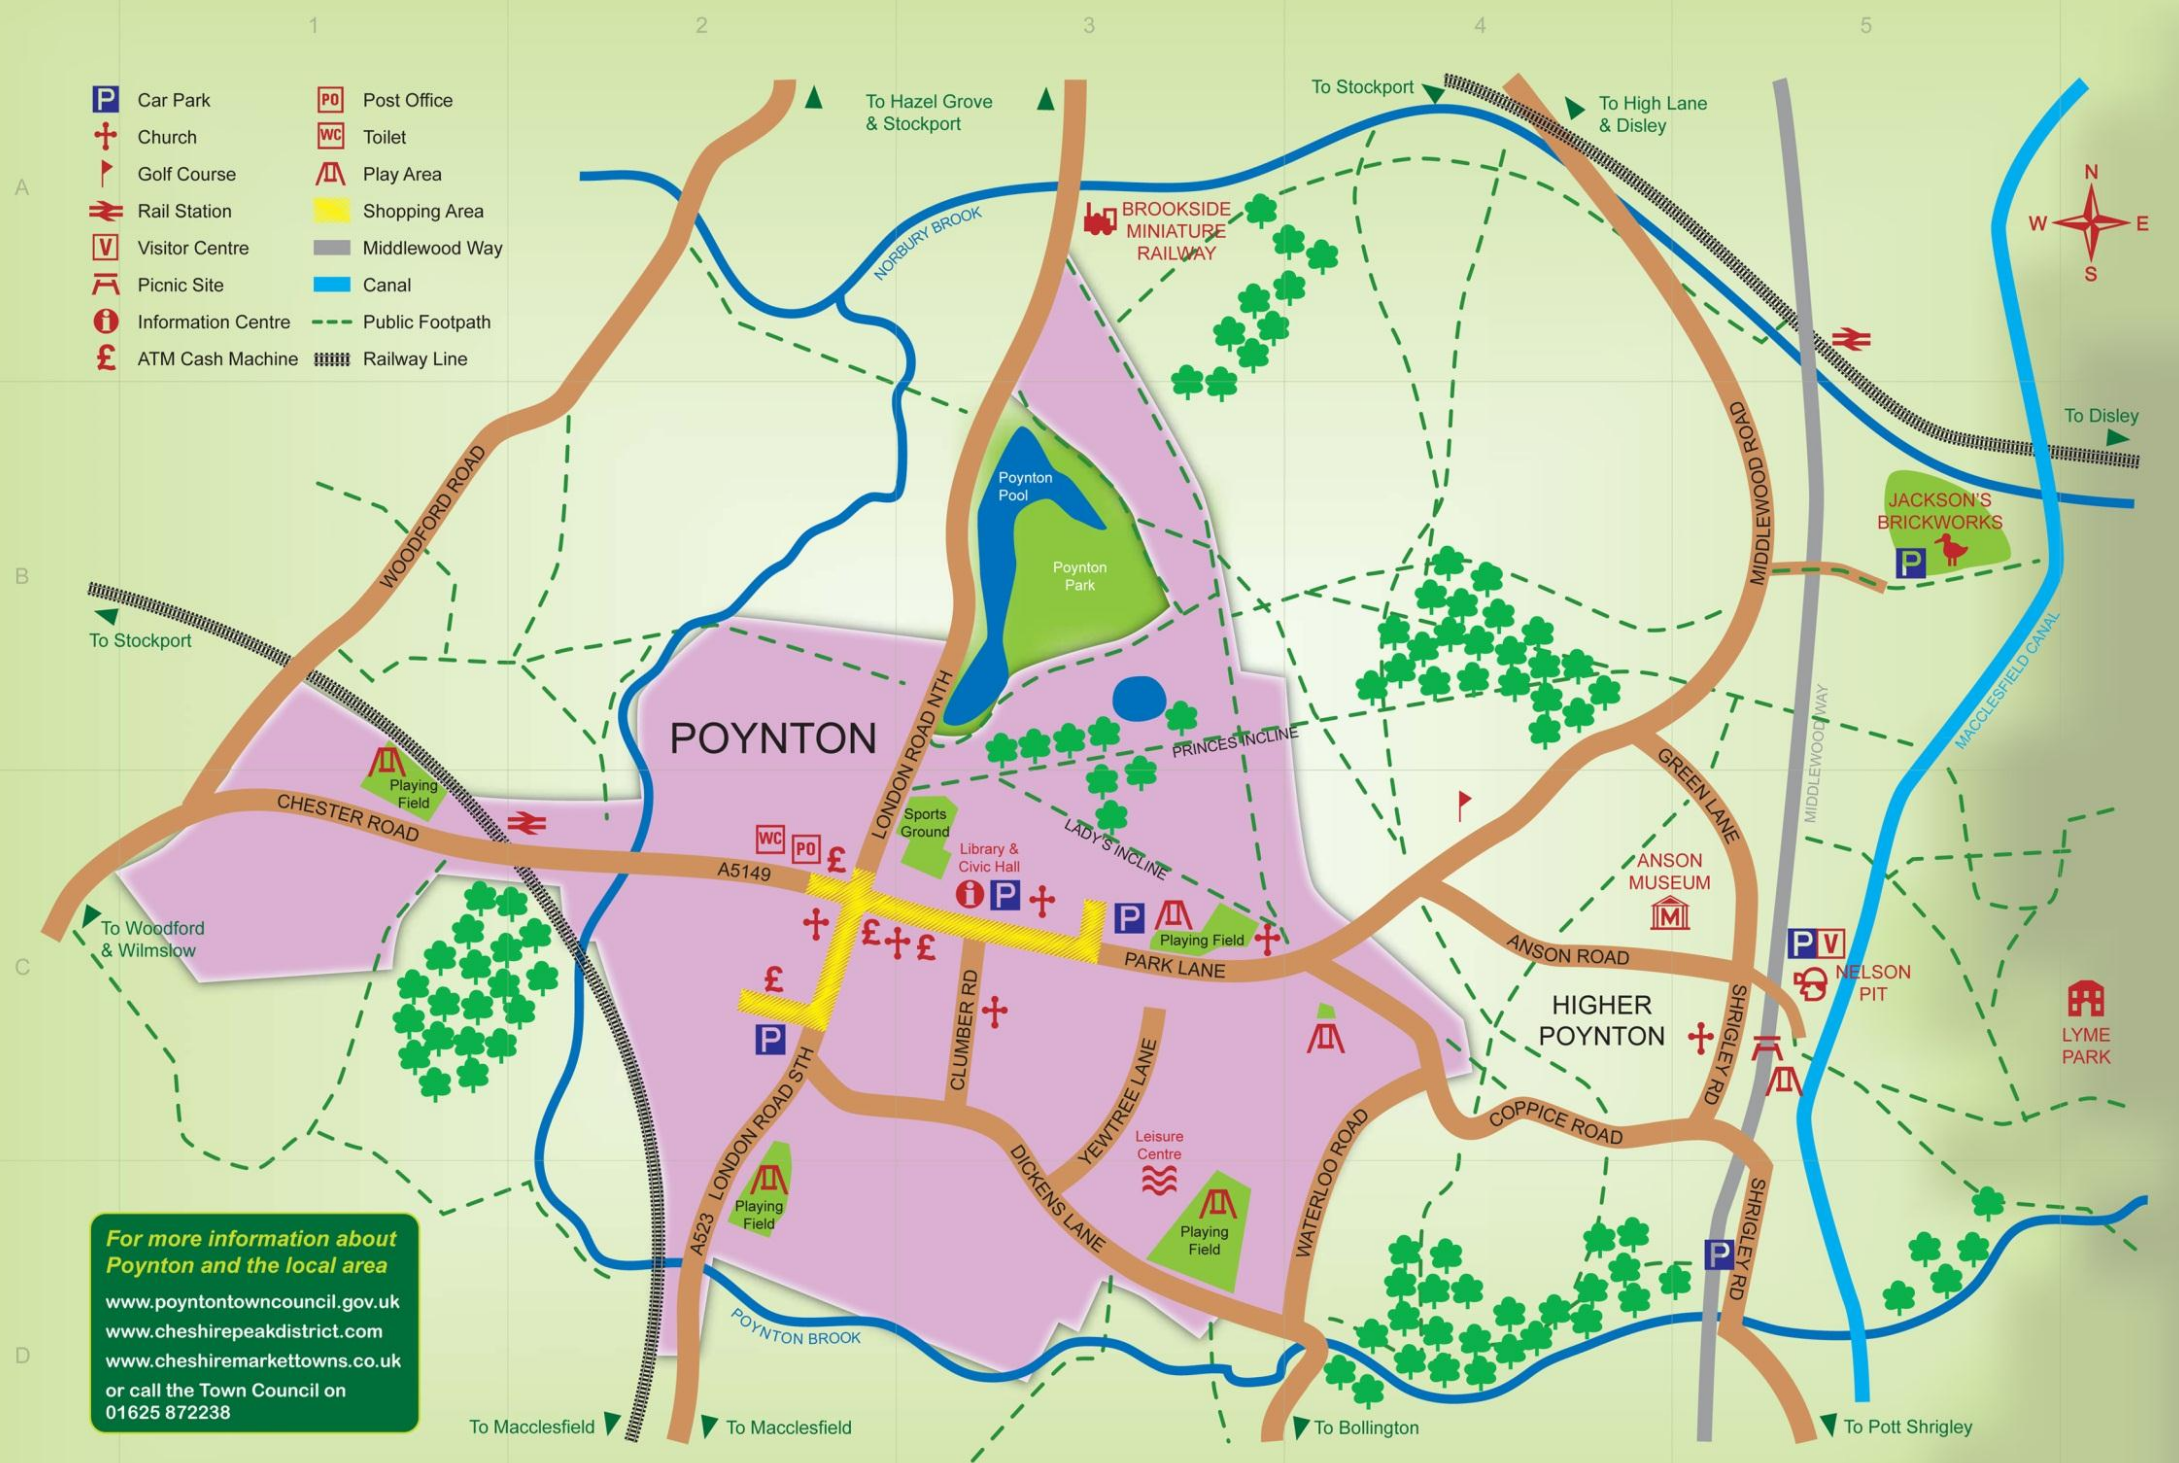 1
2
3
4
5
A
B
C
D
P Car Park
Church
Golf Course
Rail Station
V Visitor Centre
Picnic Site
i Information Centre
£ ATM Cash Machine
PO Post Office
WC Toilet
Play Area
Shopping Area
Middlewood Way
Canal
Public Footpath
Railway Line
To Hazel Grove
& Stockport
To Stockport
To High Lane
& Disley
N
W E
S
NORBURY BROOK
BROOKSIDE
MINIATURE
RAILWAY
To Disley
WOODFORD ROAD
Poynton
Pool
Poynton
Park
MIDDLEWOOD ROAD
JACKSON'S
BRICKWORKS
P
To Stockport
POYNTON
LONDON ROAD NTH
PRINCES INCLINE
MACCLESFIELD CANAL
MIDDLEWOOD WAY
GREEN LANE
Playing
Field
CHESTER ROAD
A5149
WC
PO
£
Sports
Ground
Library &
Civic Hall
i
P
LADY'S INCLINE
P
Playing Field
PARK LANE
ANSON
MUSEUM
M
ANSON ROAD
P
V
NELSON
PIT
To Woodford
& Wilmslow
£
£
£
P
CLUMBER RD
HIGHER
POYNTON
SHRIGLEY RD
LYME
PARK
LONDON ROAD STH
YEWTREE LANE
COPPICE ROAD
Leisure
Centre
WATERLOO ROAD
DICKENS LANE
Playing
Field
Playing
Field
A523
SHRIGLEY RD
P
POYNTON BROOK
For more information about
Poynton and the local area
www.poyntontowncouncil.gov.uk
www.cheshirepeakdistrict.com
www.cheshiremarkettowns.co.uk
or call the Town Council on
01625 872238
To Macclesfield
To Macclesfield
To Bollington
To Pott Shrigley